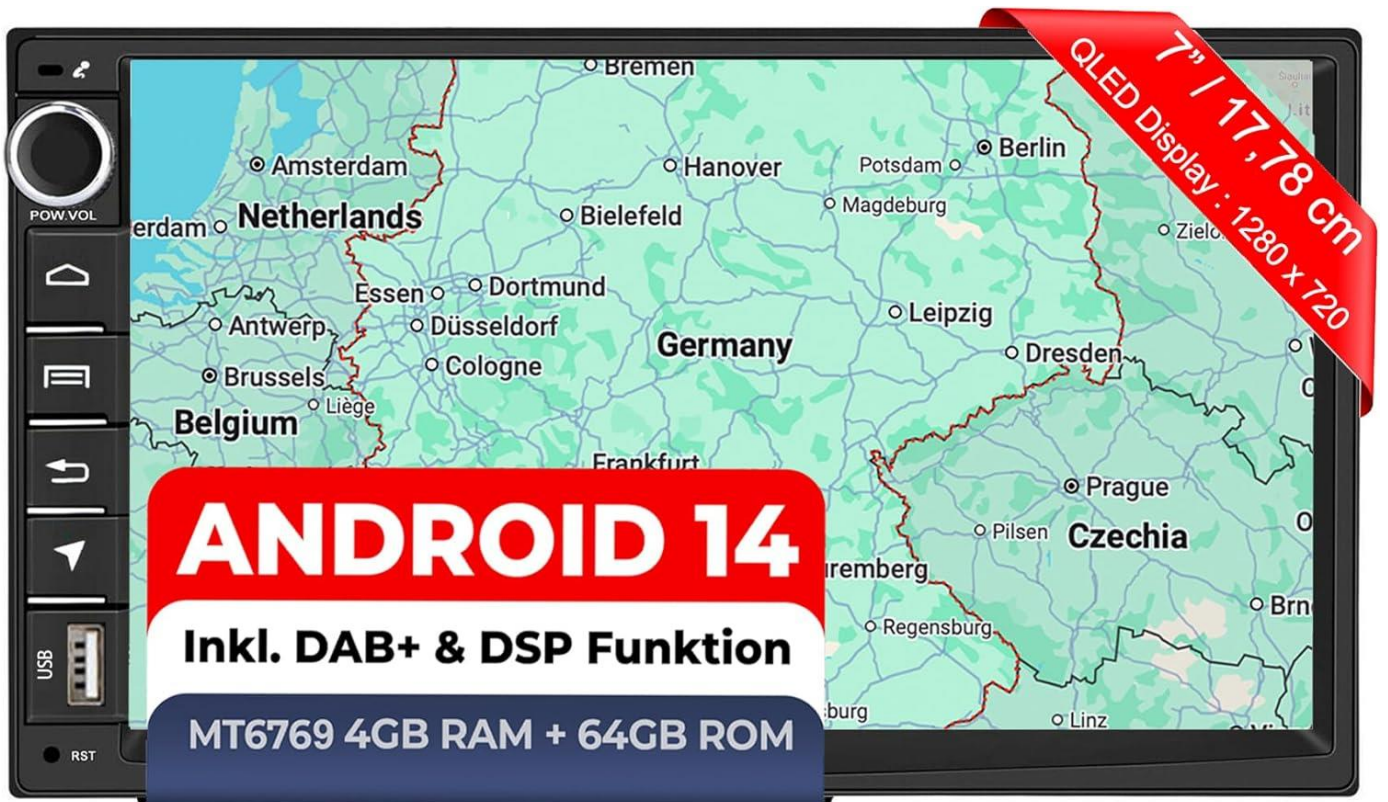 7” / 17,78 cm
QLED Display : 1280 x 720
Bremen
Berlin
Amsterdam
Hanover
Potsdam
Magdeburg
Netherlands
Bielefeld
erdam
POW.VOL
Zielo
Essen
Dortmund
Antwerp
Düsseldorf
Leipzig
Germany
Dresden
Cologne
Brussels
Liège
Belgium
Frankfurt
Prague
ANDROID 14
Pilsen
Czechia
uremberg
Brn
Regensburg
Inkl. DAB+ & DSP Funktion
USB
sburg
Linz
MT6769 4GB RAM + 64GB ROM
RST